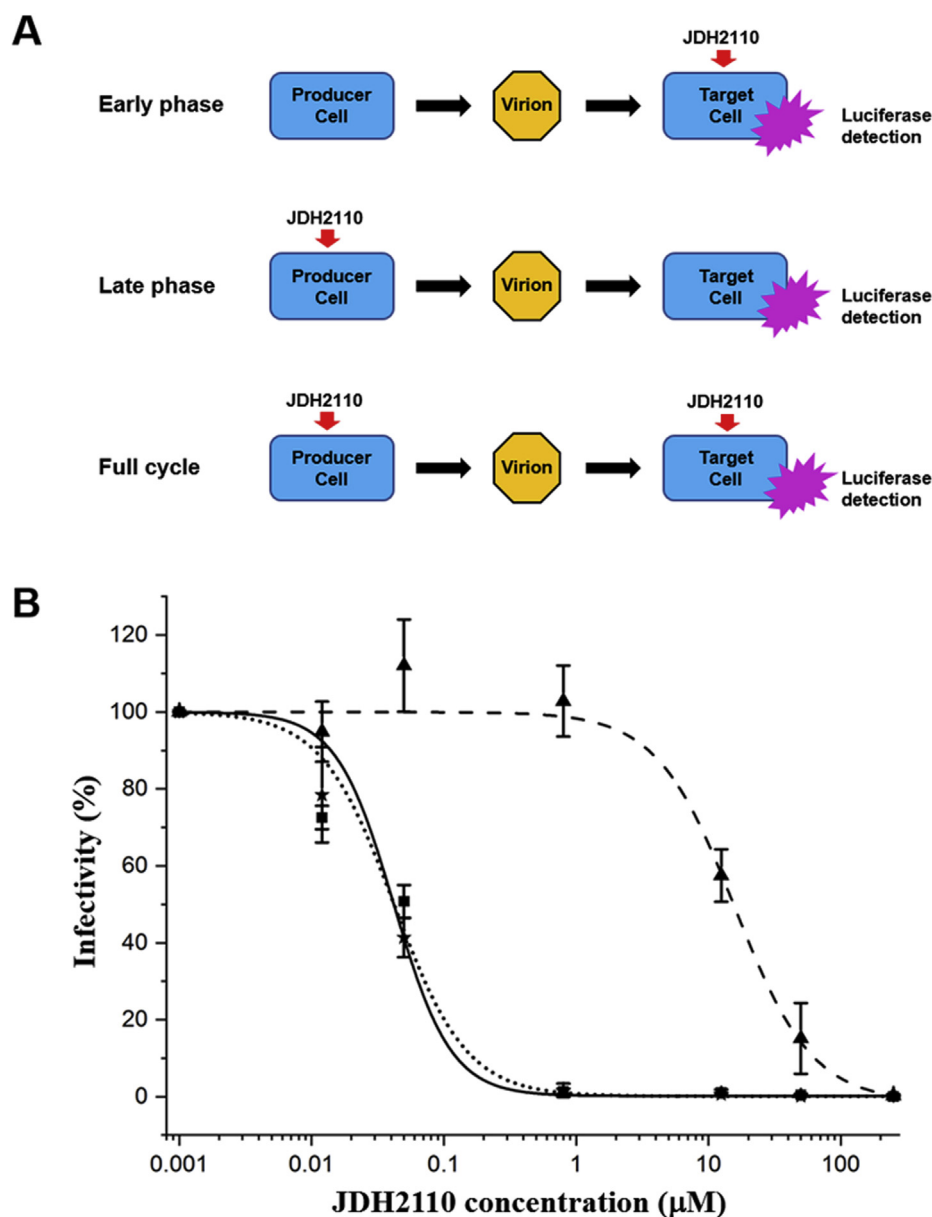 A
JDH2110
Early phase
Producer
Cell
Virion
Target
Cell
Luciferase
detection
JDH2110
Late phase
Producer
Cell
Virion
Target
Cell
Luciferase
detection
JDH2110
JDH2110
Full cycle
Producer
Cell
Virion
Target
Cell
Luciferase
detection
B
Infectivity (%)
120
100
80
60
40
20
0
0.001
0.01
0.1
1
10
100
JDH2110 concentration (μM)